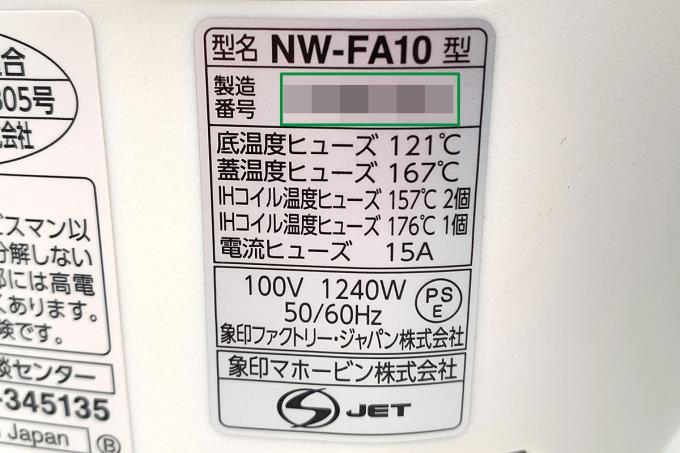 型名 NW-FA10 型
製造
番号
底温度ヒューズ 121℃
蓋温度ヒューズ 167℃
IHコイル温度ヒューズ 157℃ 2個
IHコイル温度ヒューズ 176℃ 1個
電流ヒューズ 15A
100V 1240W
50/60Hz
PS
E
象印ファクトリー・ジャパン株式会社
象印マホービン株式会社
JET
合
305号
会社
ビスマン以
分解しない
部には高電
くあります。
険です。
談センター
-345135
Japan
B